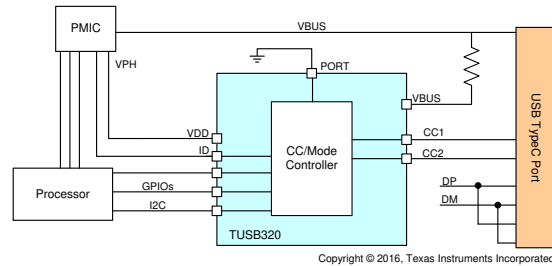 PMIC
VBUS
VPH
PORT
VBUS
VDD
CC1
ID
CC/Mode
Controller
CC2
USB TypeC Port
Processor
GPIOs
DP
I2C
DM
TUSB320
Copyright © 2016, Texas Instruments Incorporated